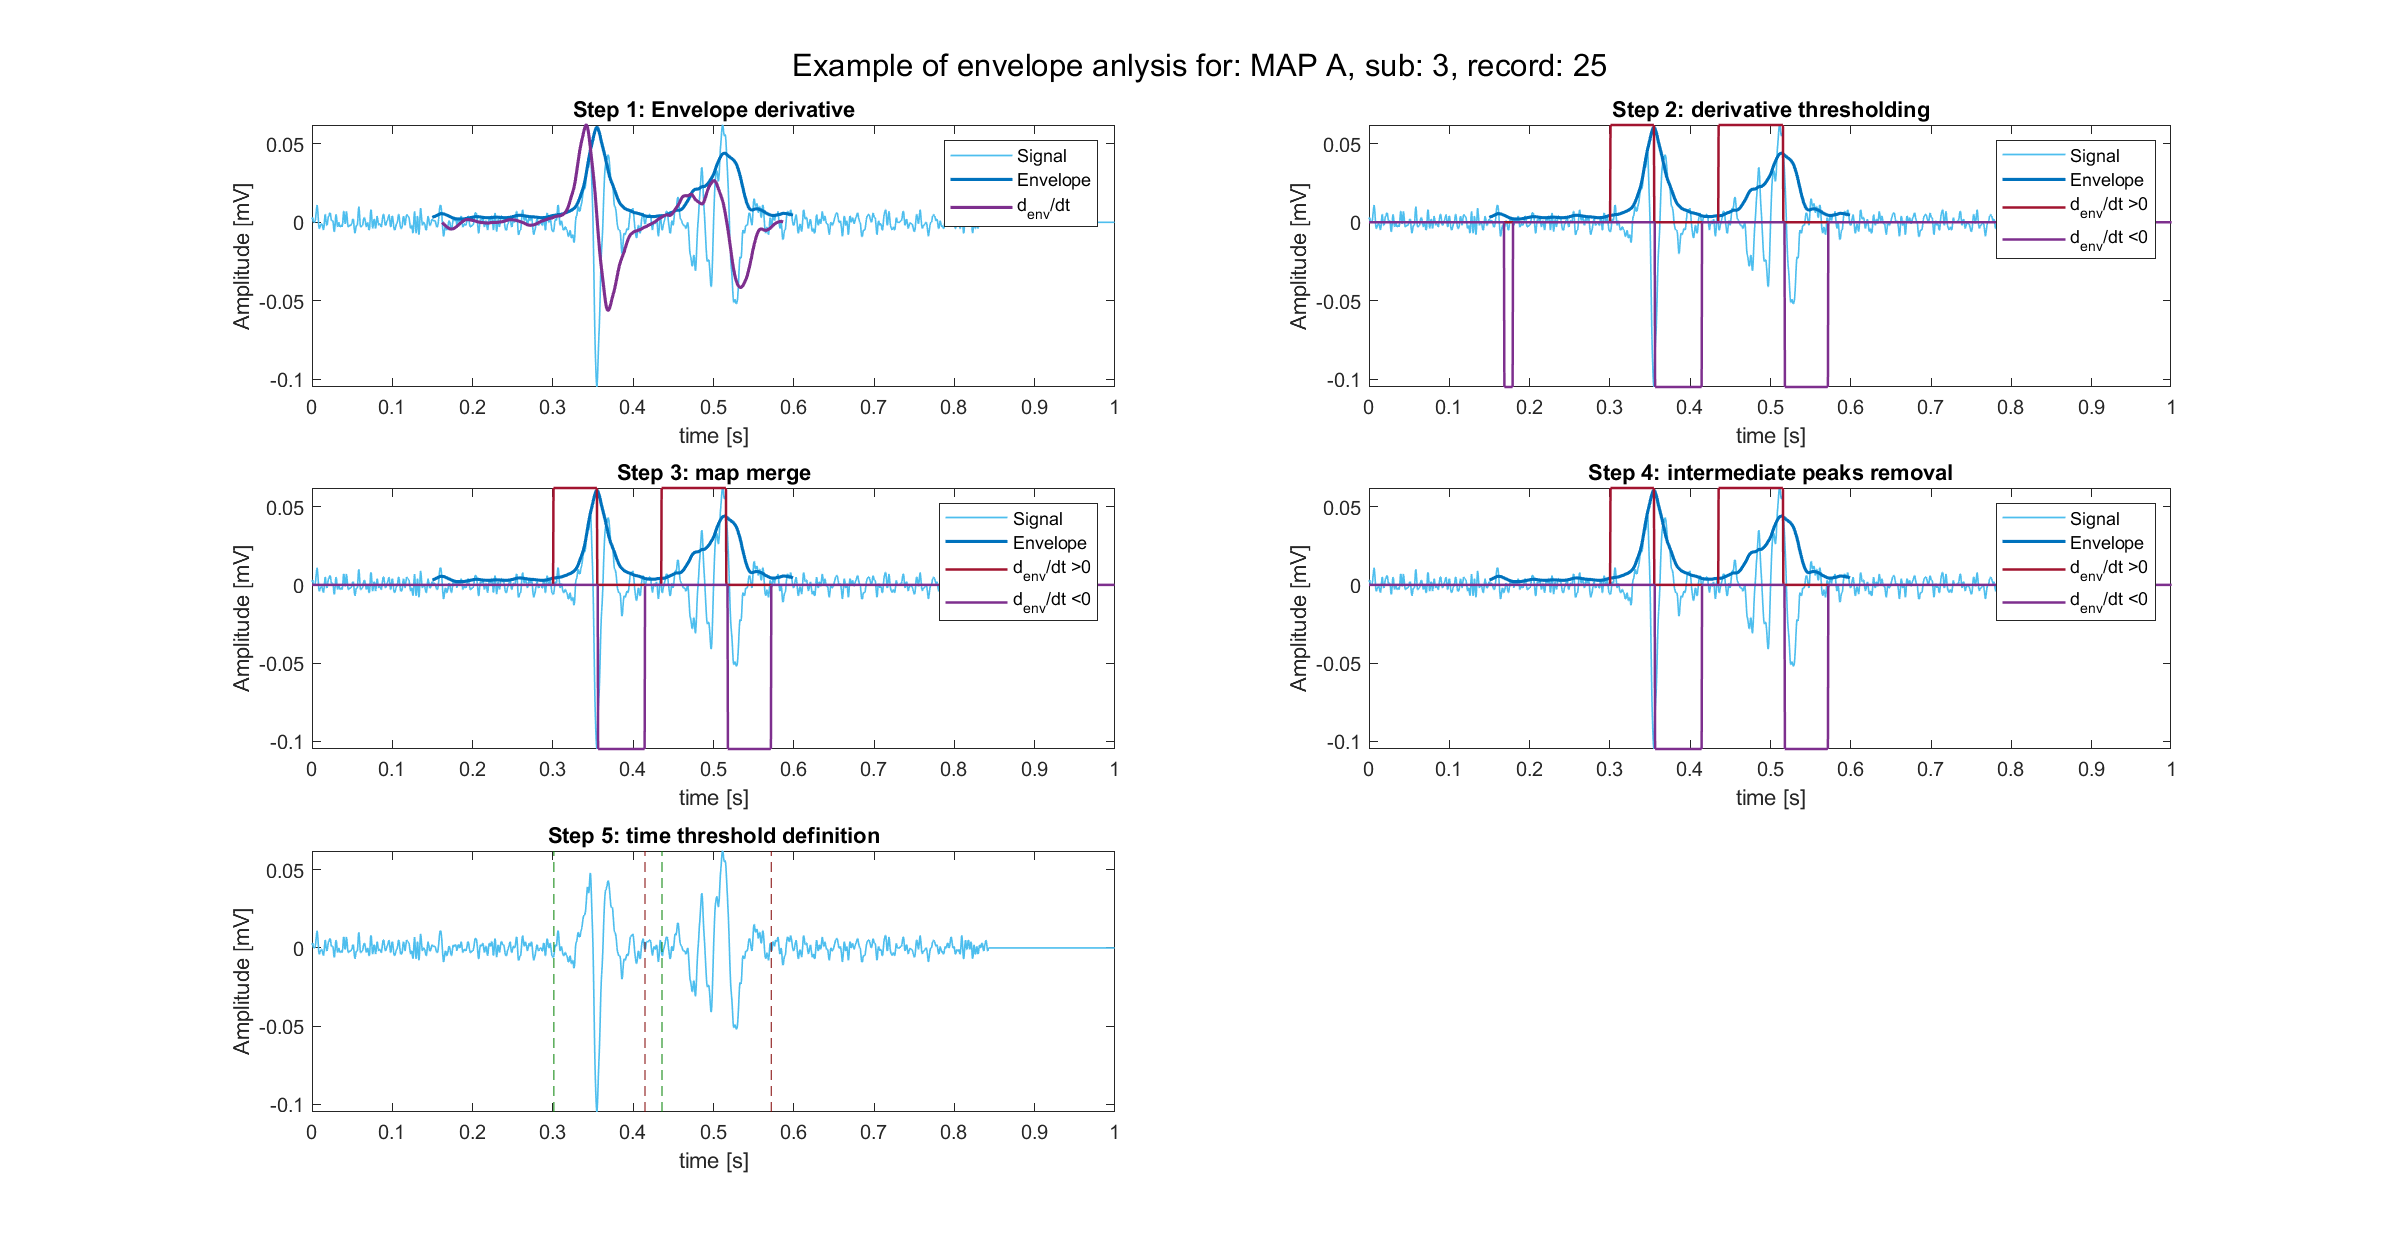 Example of envelope anlysis for: MAP A, sub: 3, record: 25
Step 1: Envelope derivative
0.05
0
-0.05
-0.1
Amplitude [mV]
Signal
Envelope
d_env/dt
0 0.1 0.2 0.3 0.4 0.5 0.6 0.7 0.8 0.9 1
time [s]
Step 2: derivative thresholding
0.05
0
-0.05
-0.1
Amplitude [mV]
Signal
Envelope
d_env/dt >0
d_env/dt <0
0 0.1 0.2 0.3 0.4 0.5 0.6 0.7 0.8 0.9 1
time [s]
Step 3: map merge
0.05
0
-0.05
-0.1
Amplitude [mV]
Signal
Envelope
d_env/dt >0
d_env/dt <0
0 0.1 0.2 0.3 0.4 0.5 0.6 0.7 0.8 0.9 1
time [s]
Step 4: intermediate peaks removal
0.05
0
-0.05
-0.1
Amplitude [mV]
Signal
Envelope
d_env/dt >0
d_env/dt <0
0 0.1 0.2 0.3 0.4 0.5 0.6 0.7 0.8 0.9 1
time [s]
Step 5: time threshold definition
0.05
0
-0.05
-0.1
Amplitude [mV]
0 0.1 0.2 0.3 0.4 0.5 0.6 0.7 0.8 0.9 1
time [s]